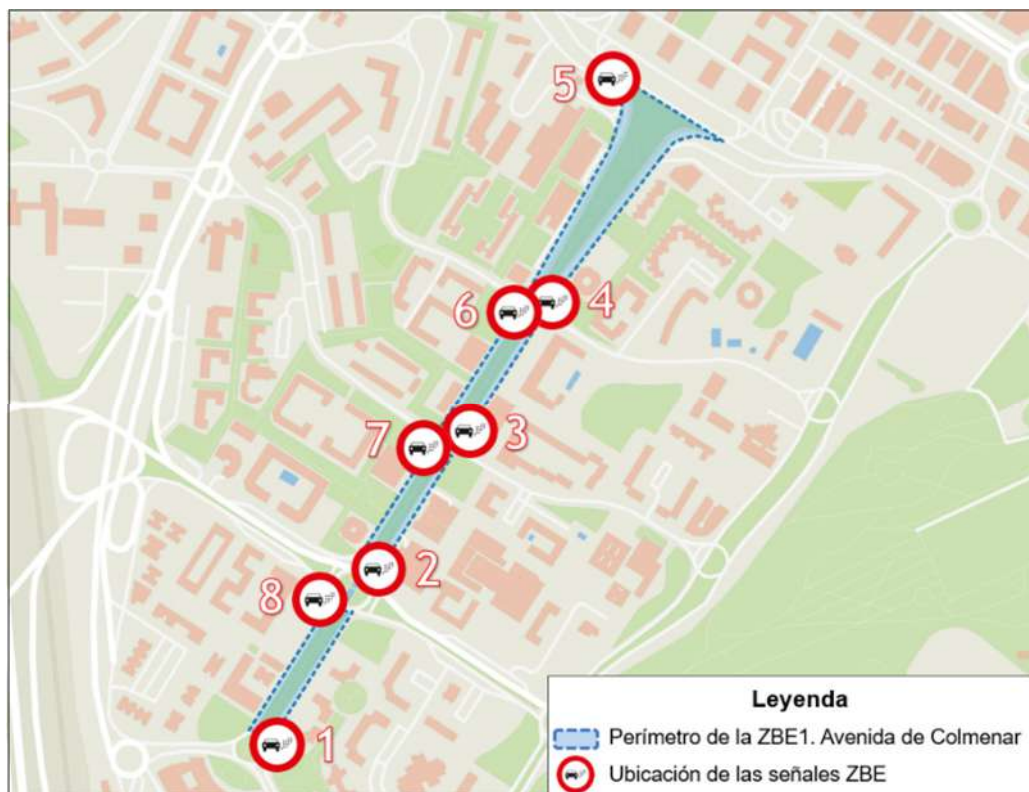 5
6
4
7
3
2
8
1
Leyenda
Perímetro de la ZBE1. Avenida de Colmenar
Ubicación de las señales ZBE